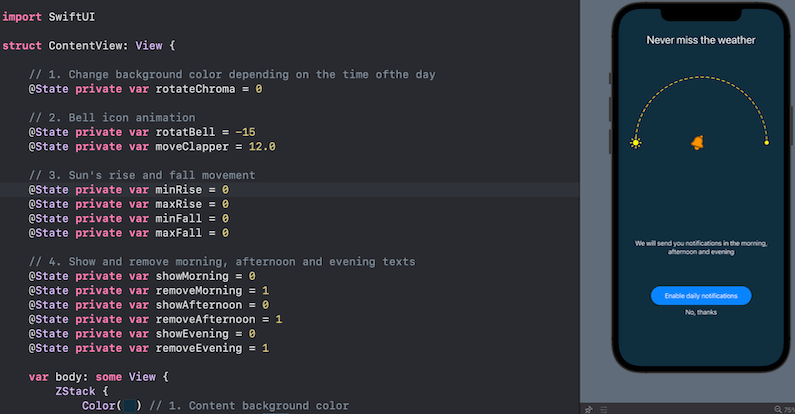 import SwiftUI
struct ContentView: View {
// 1. Change background color depending on the time ofthe day
@State private var rotateChroma = 0
// 2. Bell icon animation
@State private var rotatBell = -15
@State private var moveClapper = 12.0
// 3. Sun's rise and fall movement
@State private var minRise = 0
@State private var maxRise = 0
@State private var minFall = 0
@State private var maxFall = 0
// 4. Show and remove morning, afternoon and evening texts
@State private var showMorning = 0
@State private var removeMorning = 1
@State private var showAfternoon = 0
@State private var removeAfternoon = 1
@State private var showEvening = 0
@State private var removeEvening = 1
var body: some View {
ZStack {
Color( ) // 1. Content background color
Never miss the weather
We will send you notifications in the morning,
afternoon and evening
Enable daily notifications
No, thanks